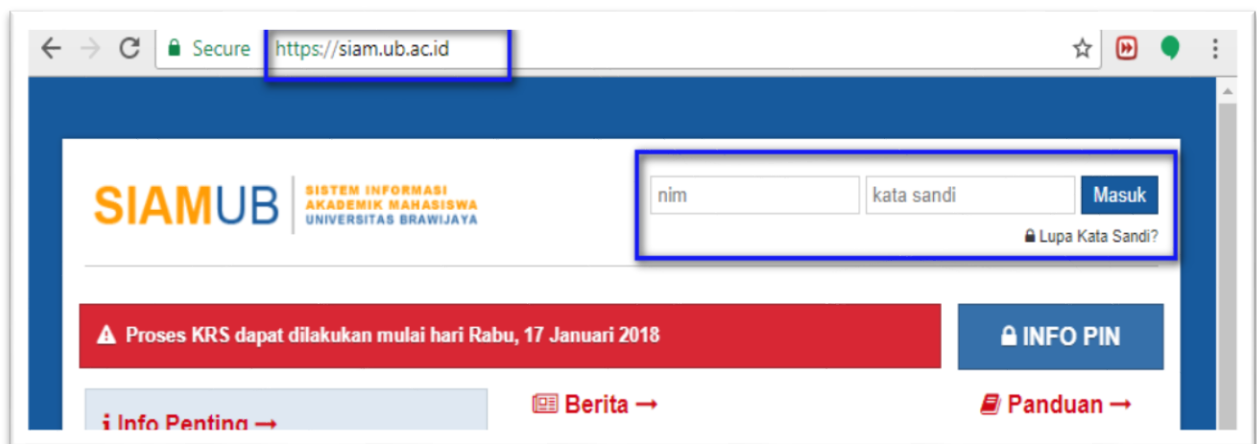 Secure https://siam.ub.ac.id
SIAMUB
SISTEM INFORMASI
AKADEMIK MAHASISWA
UNIVERSITAS BRAWIJAYA
nim kata sandi Masuk
Lupa Kata Sandi?
Proses KRS dapat dilakukan mulai hari Rabu, 17 Januari 2018
INFO PIN
i Info Penting →
Berita →
Panduan →